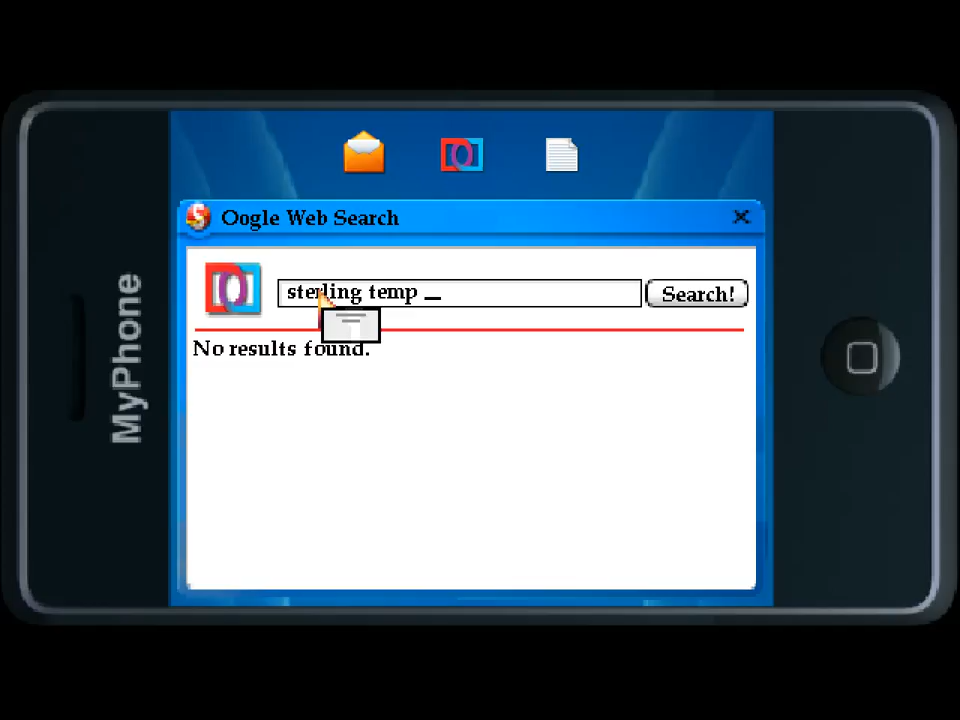 MyPhone
Oogle Web Search
sterling temp _
Search!
No results found.